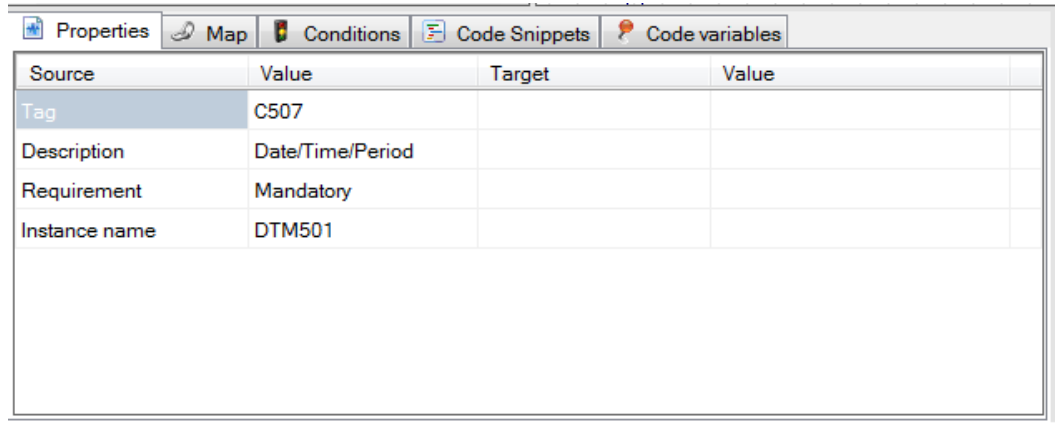 Properties Map Conditions Code Snippets Code variables
Source Value Target Value
Tag C507
Description Date/Time/Period
Requirement Mandatory
Instance name DTM501